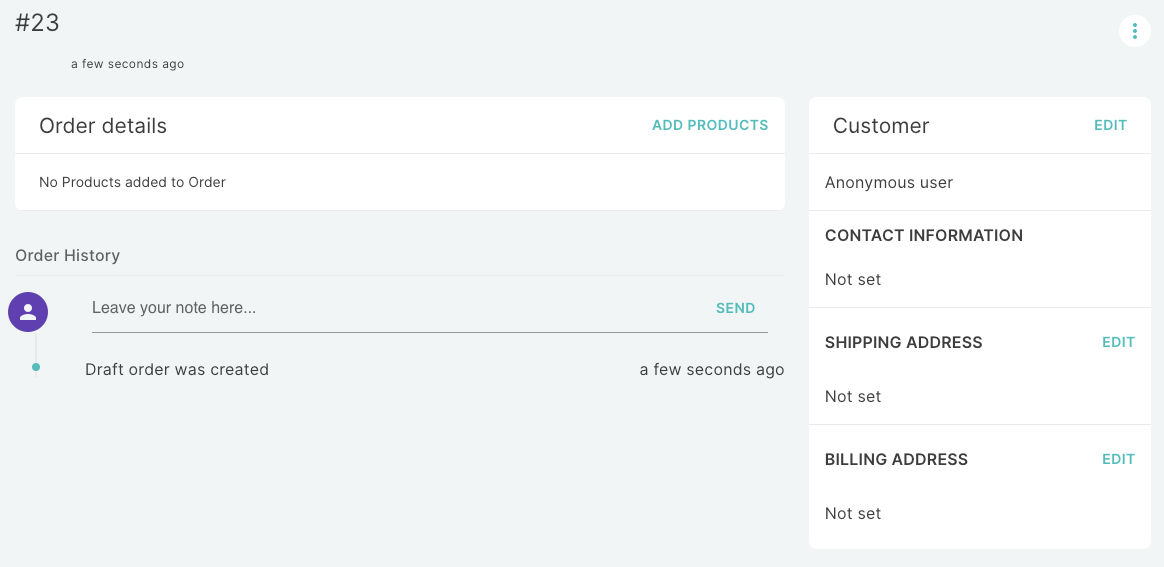 #23
a few seconds ago
Order details
ADD PRODUCTS
No Products added to Order
Order History
Leave your note here...
SEND
Draft order was created
a few seconds ago
Customer
EDIT
Anonymous user
CONTACT INFORMATION
Not set
SHIPPING ADDRESS
EDIT
Not set
BILLING ADDRESS
EDIT
Not set